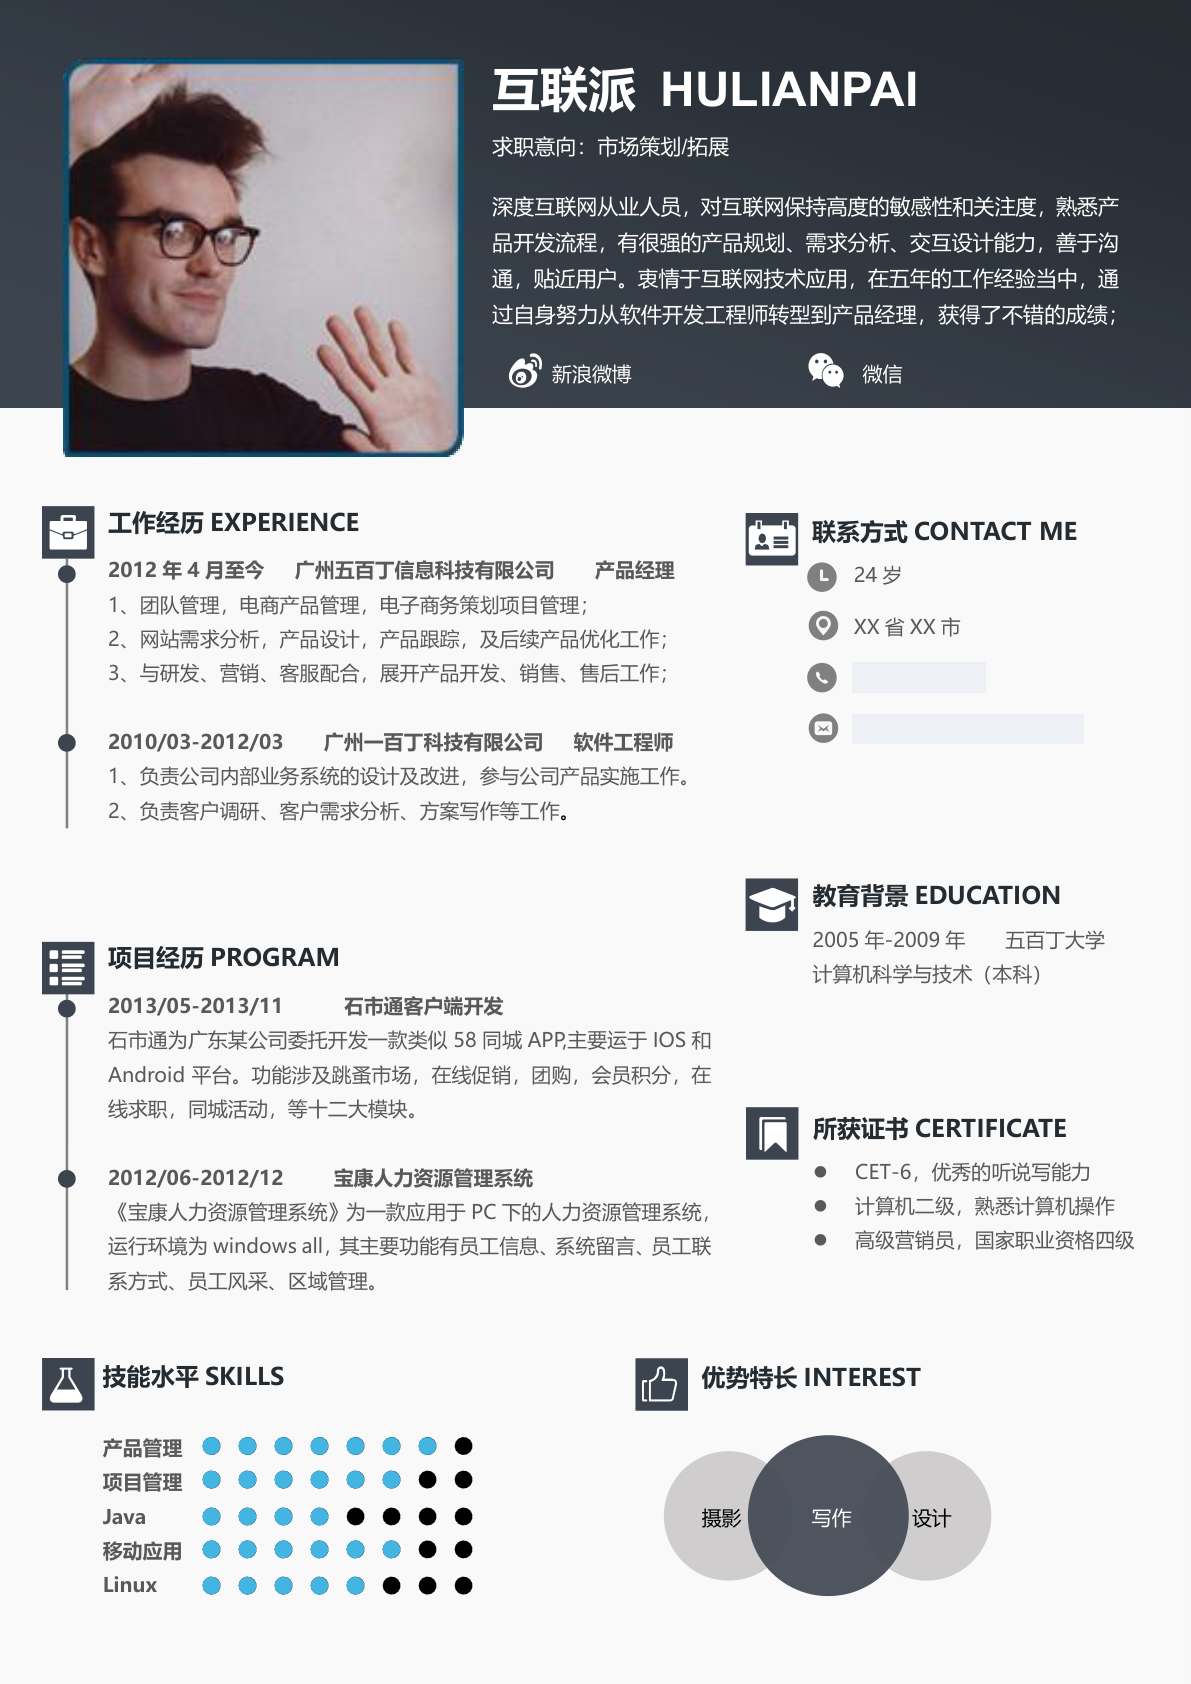 互联派 HULIANPAI
求职意向：市场策划/拓展
深度互联网从业人员，对互联网保持高度的敏感性和关注度，熟悉产
品开发流程，有很强的产品规划、需求分析、交互设计能力，善于沟
通，贴近用户。衷情于互联网技术应用，在五年的工作经验当中，通
过自身努力从软件开发工程师转型到产品经理，获得了不错的成绩；
新浪微博
微信
工作经历 EXPERIENCE
2012 年 4 月至今 广州五百丁信息科技有限公司 产品经理
1、团队管理，电商产品管理，电子商务策划项目管理；
2、网站需求分析，产品设计，产品跟踪，及后续产品优化工作；
3、与研发、营销、客服配合，展开产品开发、销售、售后工作；
2010/03-2012/03 广州一百丁科技有限公司 软件工程师
1、负责公司内部业务系统的设计及改进，参与公司产品实施工作。
2、负责客户调研、客户需求分析、方案写作等工作。
联系方式 CONTACT ME
24 岁
XX 省 XX 市
教育背景 EDUCATION
2005 年-2009 年 五百丁大学
计算机科学与技术（本科）
项目经历 PROGRAM
2013/05-2013/11 石市通客户端开发
石市通为广东某公司委托开发一款类似 58 同城 APP,主要运于 IOS 和
Android 平台。功能涉及跳蚤市场，在线促销，团购，会员积分，在
线求职，同城活动，等十二大模块。
2012/06-2012/12 宝康人力资源管理系统
《宝康人力资源管理系统》为一款应用于 PC 下的人力资源管理系统，
运行环境为 windows all，其主要功能有员工信息、系统留言、员工联
系方式、员工风采、区域管理。
所获证书 CERTIFICATE
● CET-6，优秀的听说写能力
● 计算机二级，熟悉计算机操作
● 高级营销员，国家职业资格四级
技能水平 SKILLS
产品管理
项目管理
Java
移动应用
Linux
优势特长 INTEREST
摄影 写作 设计